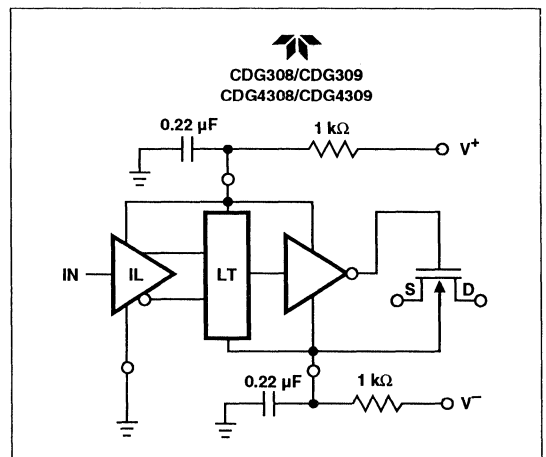 CDG308/CDG309
CDG4308/CDG4309
0.22 µF
1 kΩ
V+
IN
IL
LT
S
D
0.22 µF
1 kΩ
V−